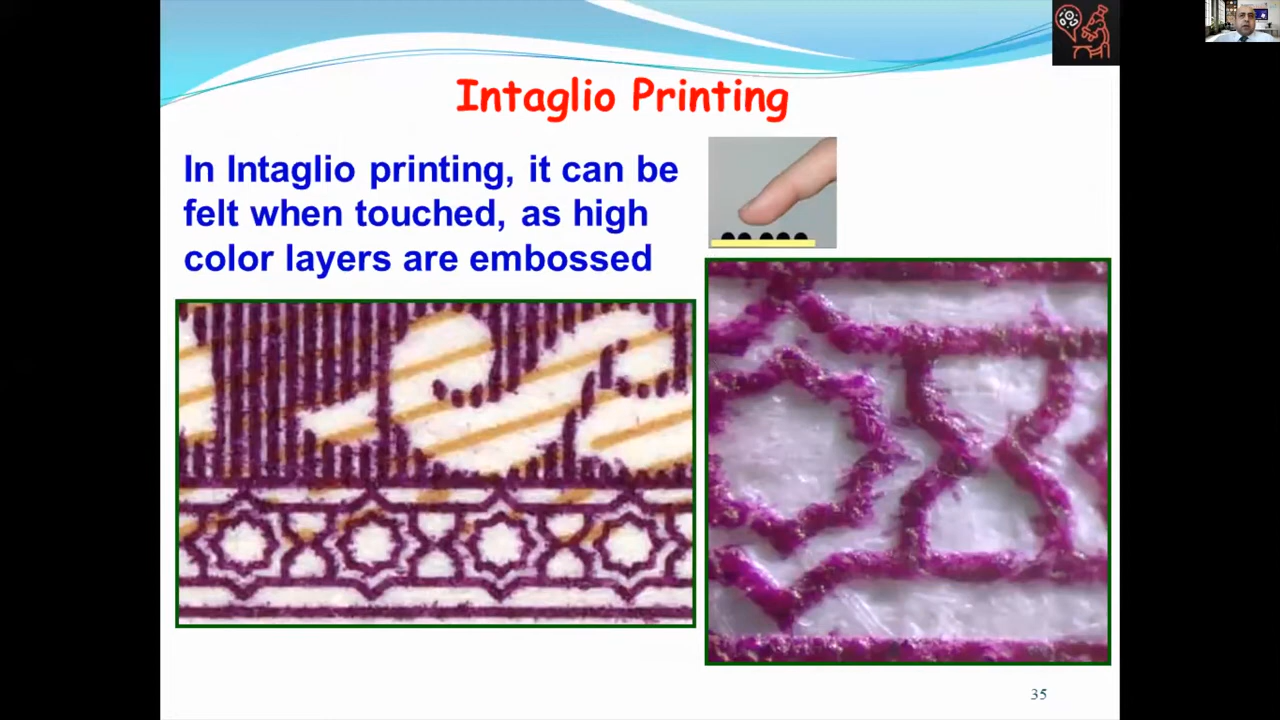 Intaglio Printing
In Intaglio printing, it can be
felt when touched, as high
color layers are embossed
35